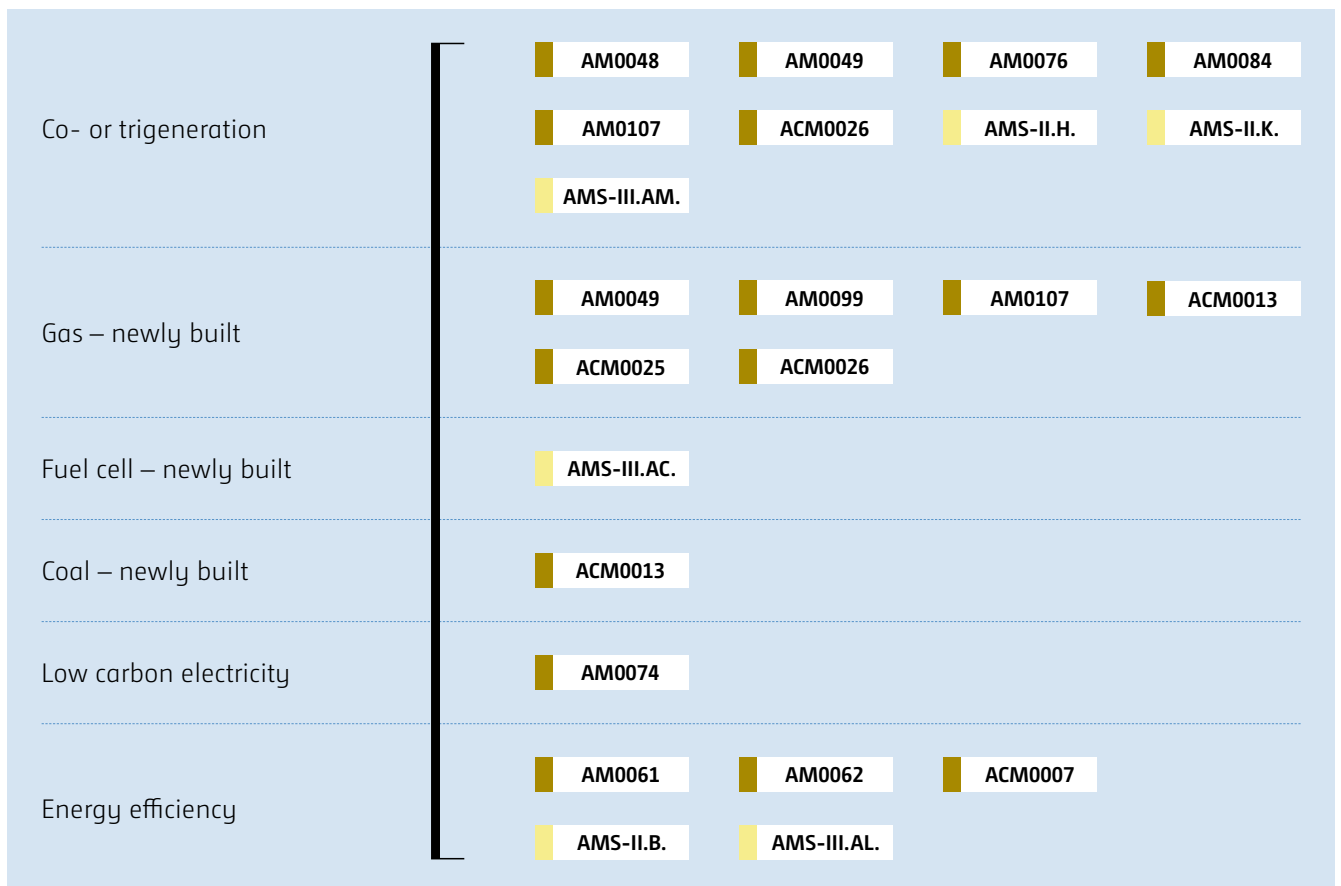 Co- or trigeneration
AM0048 AM0049 AM0076 AM0084
AM0107 ACM0026 AMS-II.H. AMS-II.K.
AMS-III.AM.
Gas – newly built
AM0049 AM0099 AM0107 ACM0013
ACM0025 ACM0026
Fuel cell – newly built
AMS-III.AC.
Coal – newly built
ACM0013
Low carbon electricity
AM0074
Energy efficiency
AM0061 AM0062 ACM0007
AMS-II.B. AMS-III.AL.